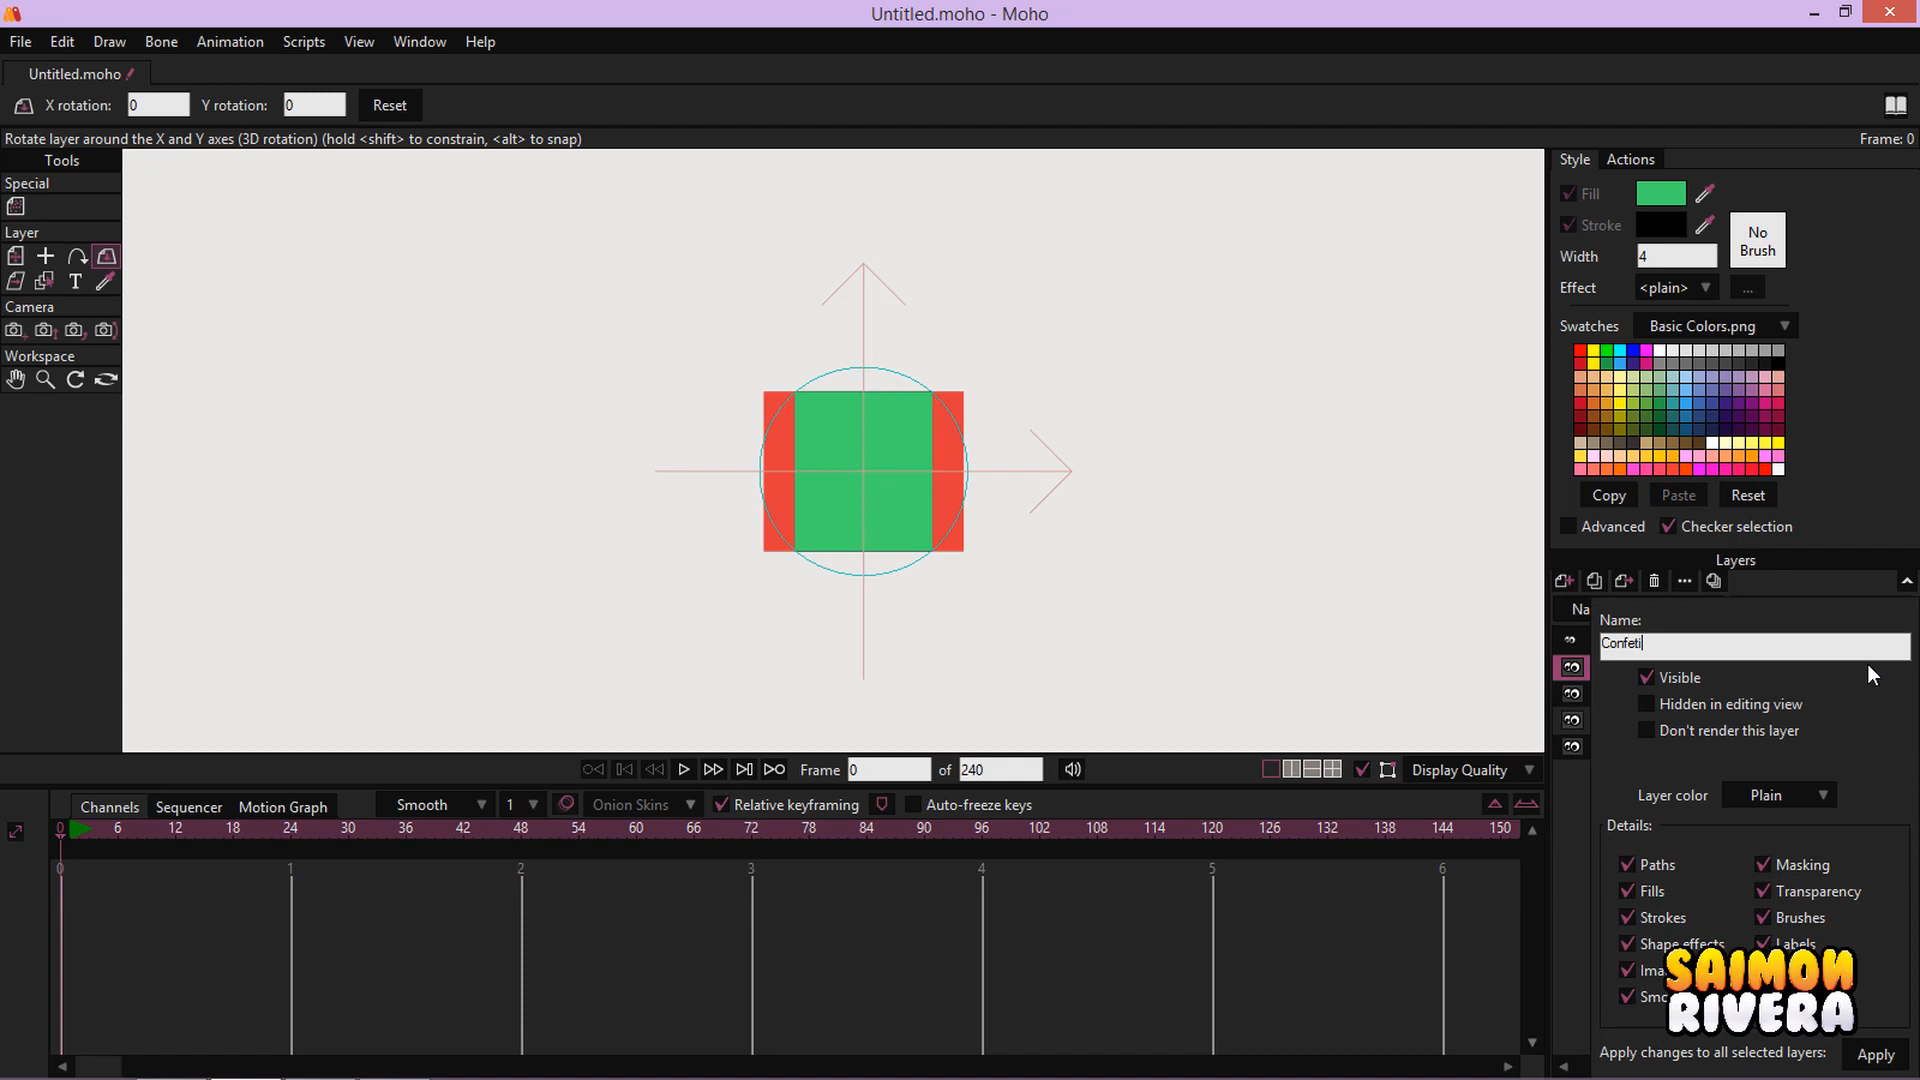 Untitled.moho - Moho
File Edit Draw Bone Animation Scripts View Window Help
Untitled.moho
X rotation: 0 Y rotation: 0 Reset
Rotate layer around the X and Y axes (3D rotation) (hold <shift> to constrain, <alt> to snap) Frame: 0
Tools
Special
Layer
T
Camera
Workspace
Style Actions
Fill
Stroke
No
Brush
Width 4
Effect <plain> ...
Swatches Basic Colors.png
Copy Paste Reset
Advanced Checker selection
Layers
Na
Name:
Confeti
Visible
Hidden in editing view
Don't render this layer
Layer color Plain
Details:
Paths Masking
Fills Transparency
Strokes Brushes
Shape effects Labels
Ima
Smo
SAIMON
RIVERA
Apply changes to all selected layers: Apply
Frame 0 of 240 Display Quality
Channels Sequencer Motion Graph Smooth 1 Onion Skins Relative keyframing Auto-freeze keys
0 6 12 18 24 30 36 42 48 54 60 66 72 78 84 90 96 102 108 114 120 126 132 138 144 150
0 1 2 3 4 5 6